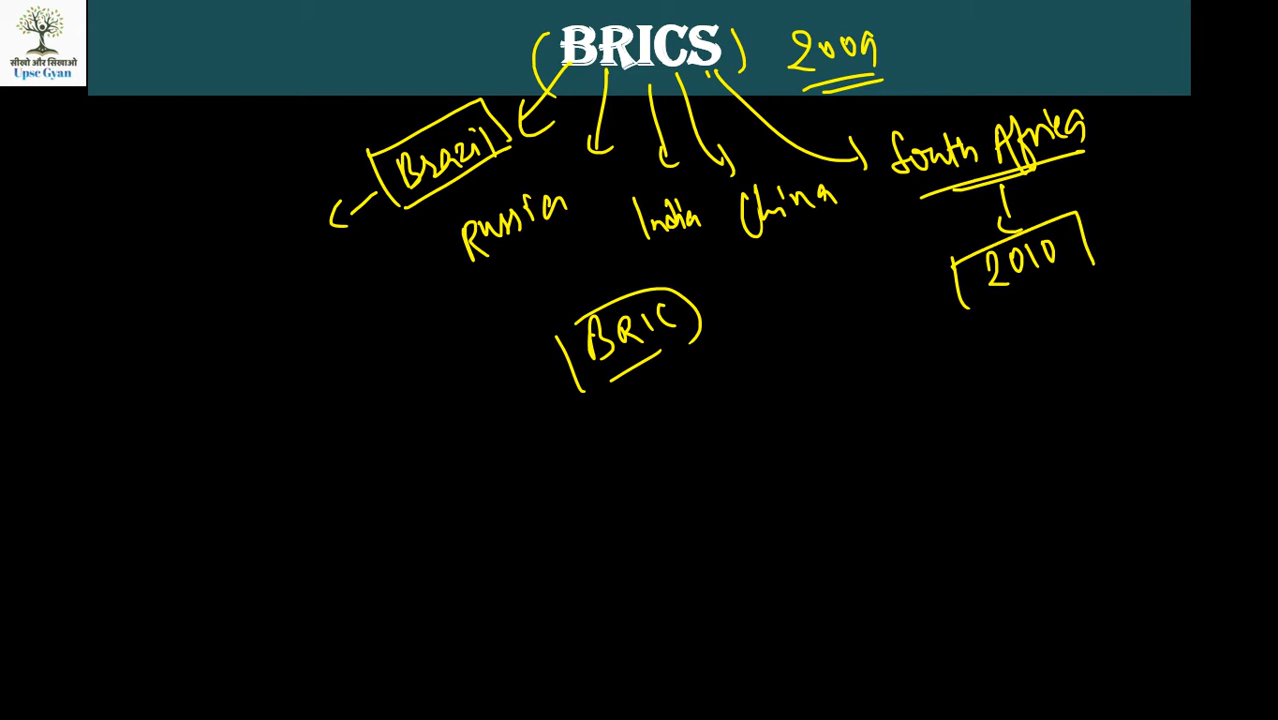 सीखो और सिखाओ
Upsc Gyan
(BRICS) 2009
Brazil
Russia
India
China
South Africa
2010
BRIC